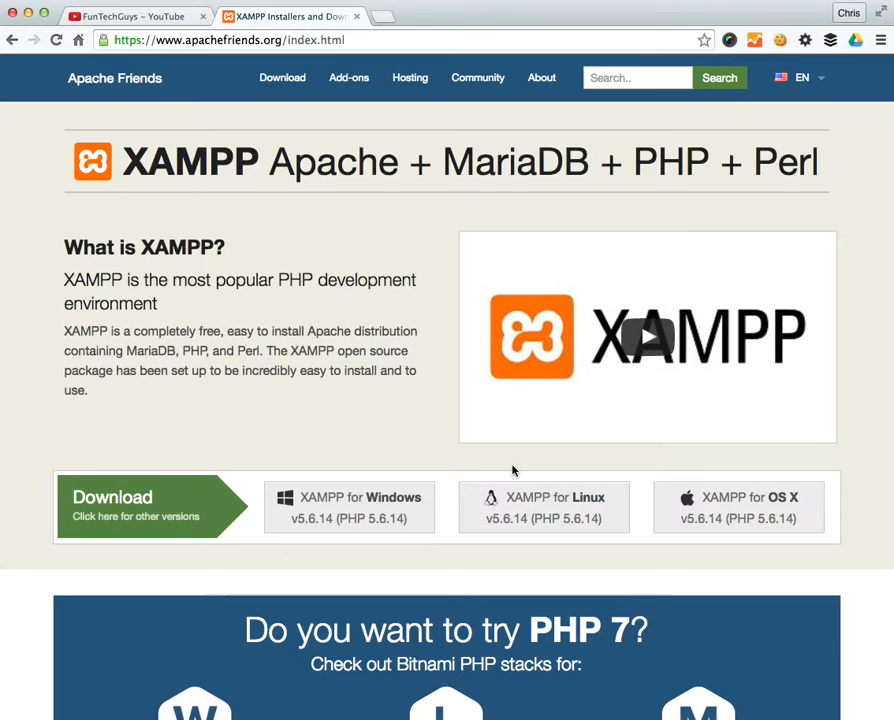 FunTechGuys – YouTube
XAMPP Installers and Down
Chris
https://www.apachefriends.org/index.html
Apache Friends
Download
Add-ons
Hosting
Community
About
Search..
Search
EN
XAMPP Apache + MariaDB + PHP + Perl
What is XAMPP?
XAMPP is the most popular PHP development
environment
XAMPP is a completely free, easy to install Apache distribution
containing MariaDB, PHP, and Perl. The XAMPP open source
package has been set up to be incredibly easy to install and to
use.
XAMPP
Download
Click here for other versions
XAMPP for Windows
v5.6.14 (PHP 5.6.14)
XAMPP for Linux
v5.6.14 (PHP 5.6.14)
XAMPP for OS X
v5.6.14 (PHP 5.6.14)
Do you want to try PHP 7?
Check out Bitnami PHP stacks for:
W
L
M